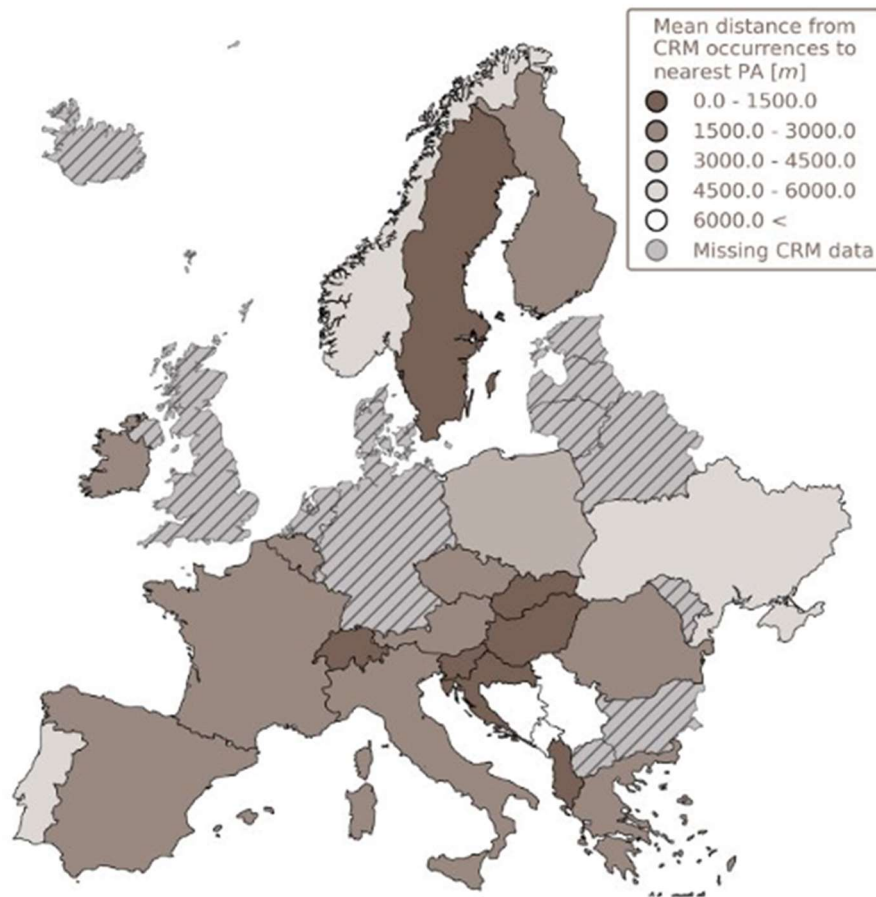 Mean distance from
CRM occurrences to
nearest PA [m]
0.0 - 1500.0
1500.0 - 3000.0
3000.0 - 4500.0
4500.0 - 6000.0
6000.0 <
Missing CRM data